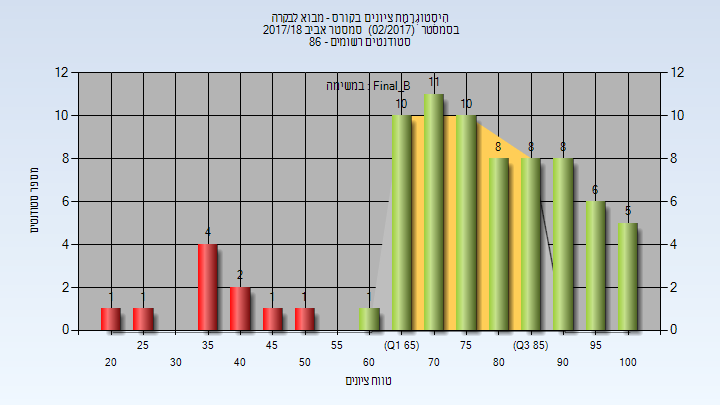 הִיסְטוֹגְרָמַת ציונים בקורס - מבוא לבקרה
בסמסטר (02/2017) סמסטר אביב 2017/18
סטודנטים רשומים - 86
במשימה : Final_B
12 12
10 10
8 8
6 6
4 4
2 2
0 0
1 1 4 2 1 1 1 10 11 10 8 8 8 6 5
מספר סטודנטים
25 35 45 55 (Q1 65) 75 (Q3 85) 95
20 30 40 50 60 70 80 90 100
טווח ציונים